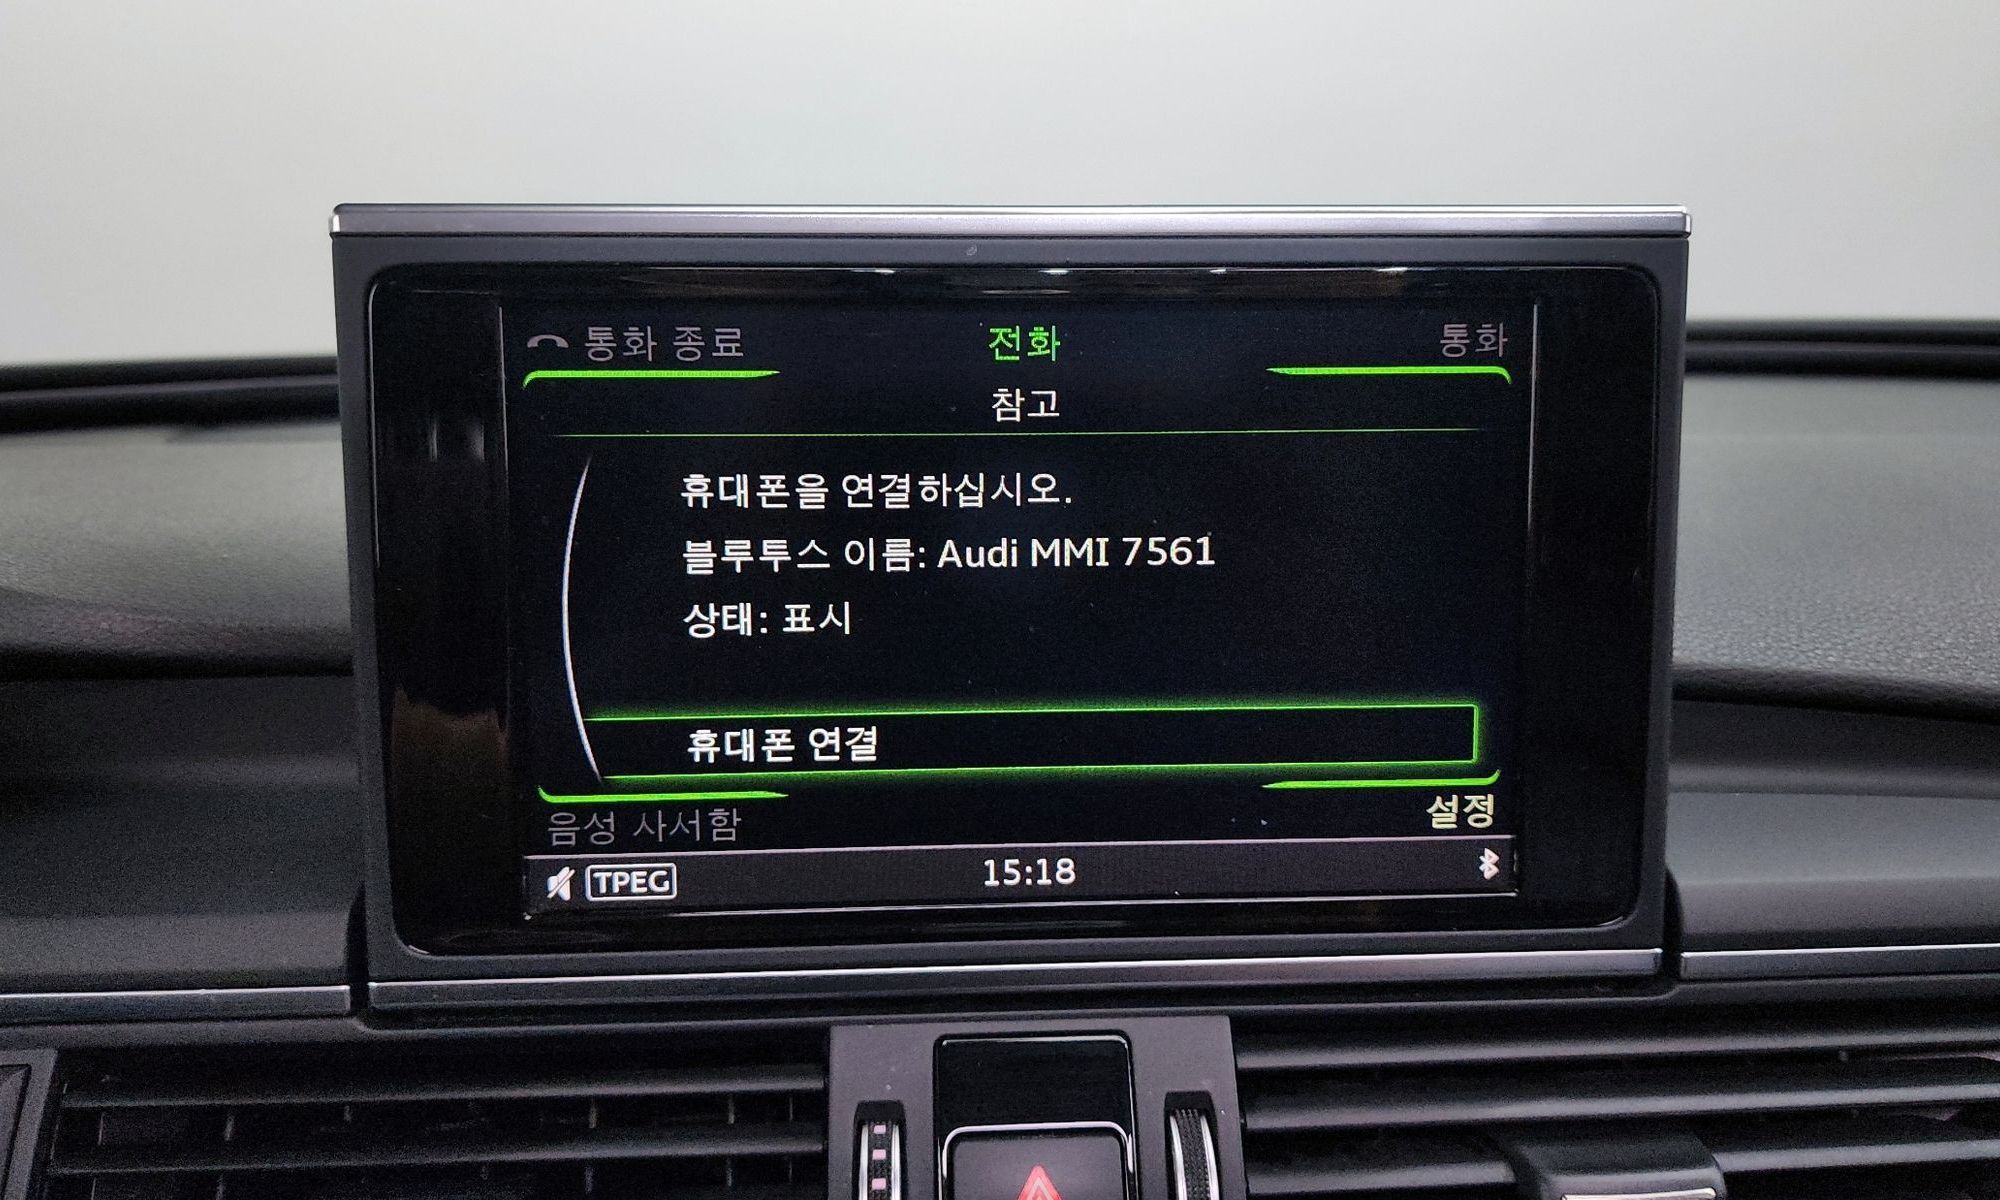 통화 종료
전화
통화
참고
휴대폰을 연결하십시오.
블루투스 이름: Audi MMI 7561
상태: 표시
휴대폰 연결
음성 사서함
설정
TPEG
15:18